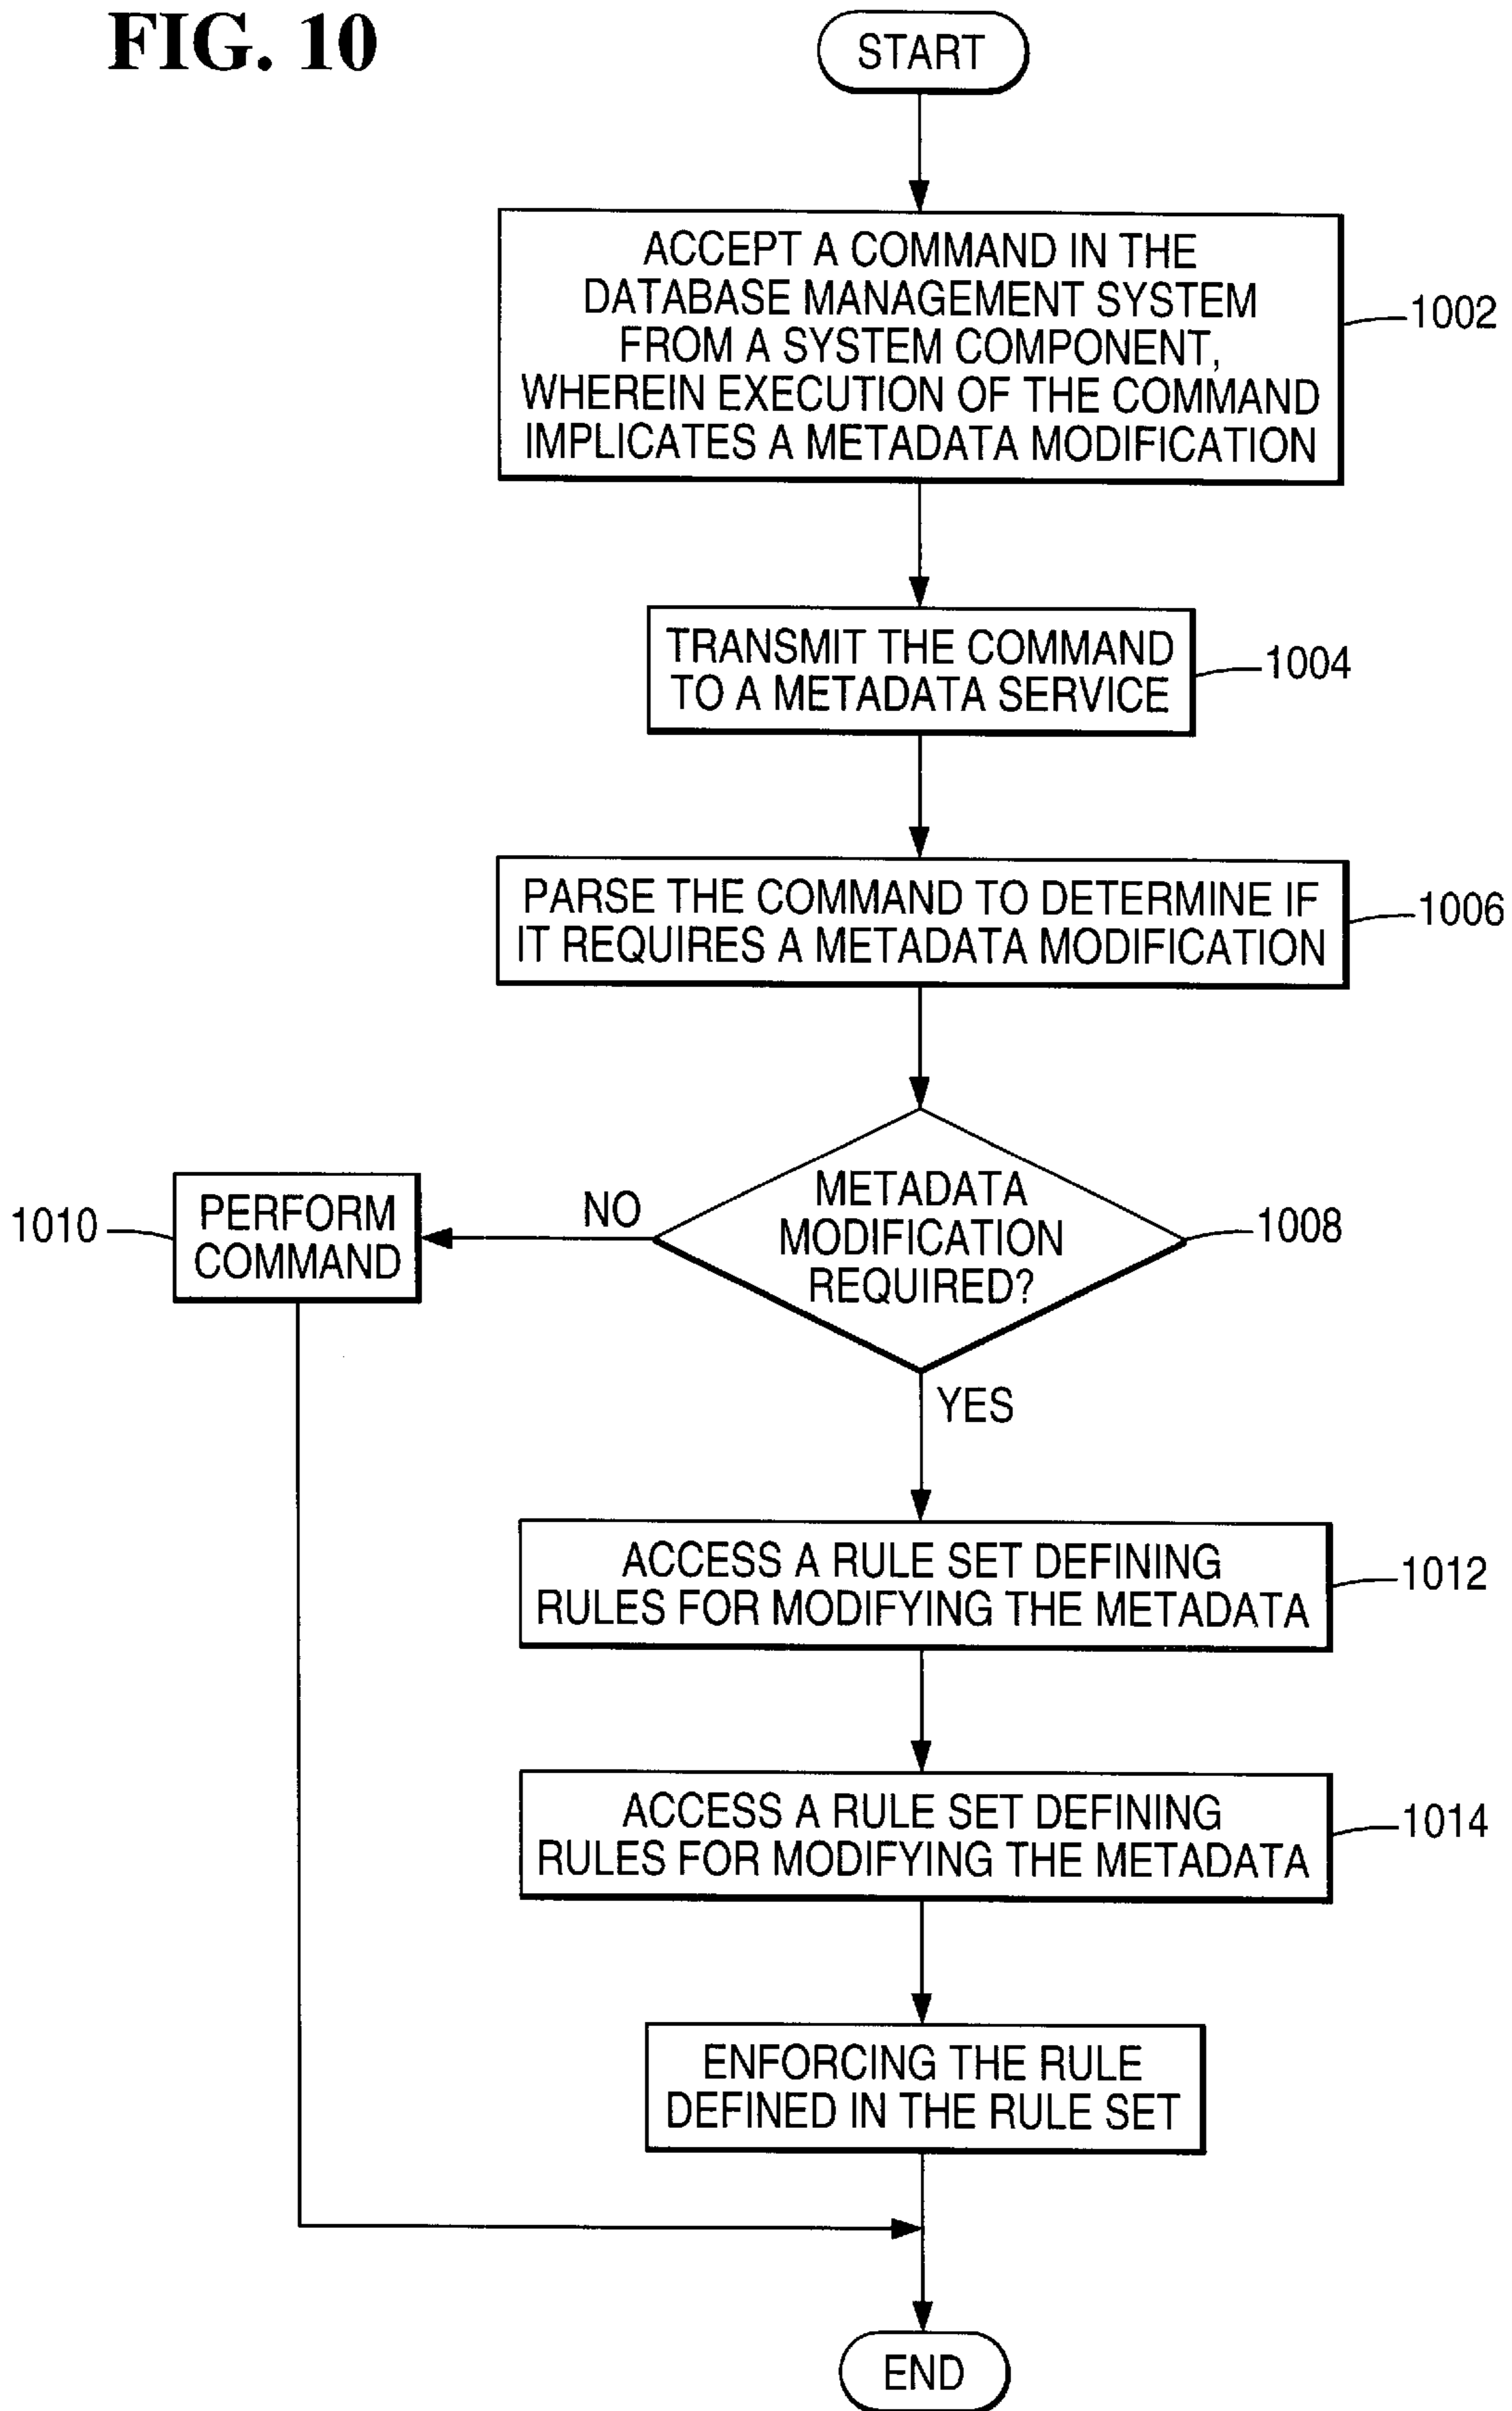 FIG. 10
START
ACCEPT A COMMAND IN THE
DATABASE MANAGEMENT SYSTEM
FROM A SYSTEM COMPONENT,
WHEREIN EXECUTION OF THE COMMAND
IMPLICATES A METADATA MODIFICATION
1002
TRANSMIT THE COMMAND
TO A METADATA SERVICE
1004
PARSE THE COMMAND TO DETERMINE IF
IT REQUIRES A METADATA MODIFICATION
1006
METADATA
MODIFICATION
REQUIRED?
1008
NO
PERFORM
COMMAND
1010
YES
ACCESS A RULE SET DEFINING
RULES FOR MODIFYING THE METADATA
1012
ACCESS A RULE SET DEFINING
RULES FOR MODIFYING THE METADATA
1014
ENFORCING THE RULE
DEFINED IN THE RULE SET
END